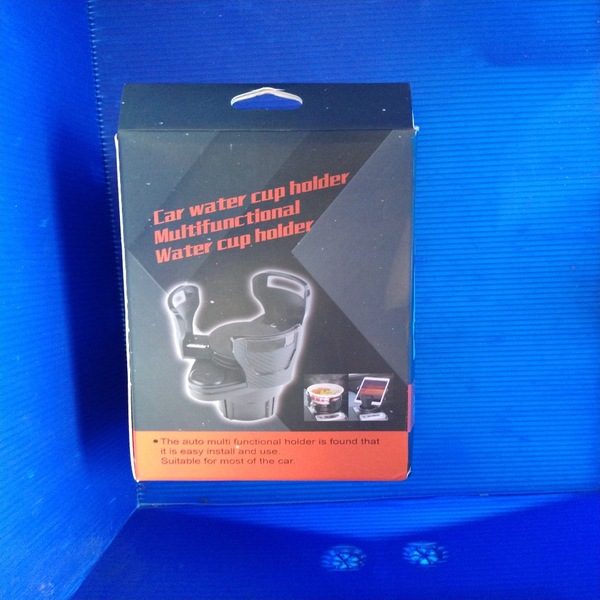 Car water cup holder
Multifunctional
Water cup holder
The auto multi functional holder is found that
it is easy install and use.
Suitable for most of the car.